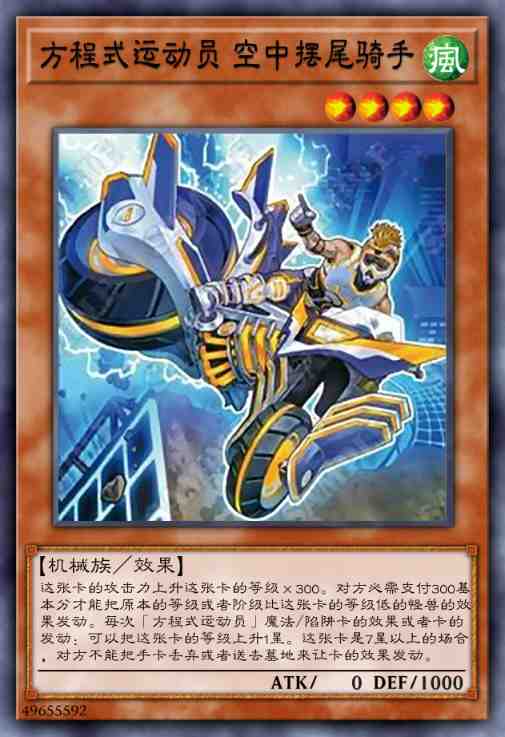 方程式运动员 空中摆尾骑手
風
【机械族／效果】
这张卡的攻击力上升这张卡的等级×300。对方必需支付300基
本分才能把原本的等级或者阶级比这张卡的等级低的怪兽的效
果发动。每次「方程式运动员」魔法/陷阱卡的效果或者卡的
发动：可以把这张卡的等级上升1星。这张卡是7星以上的场合
，对方不能把手卡丢弃或者送去墓地来让卡的效果发动。
ATK/ 0 DEF/1000
49655592